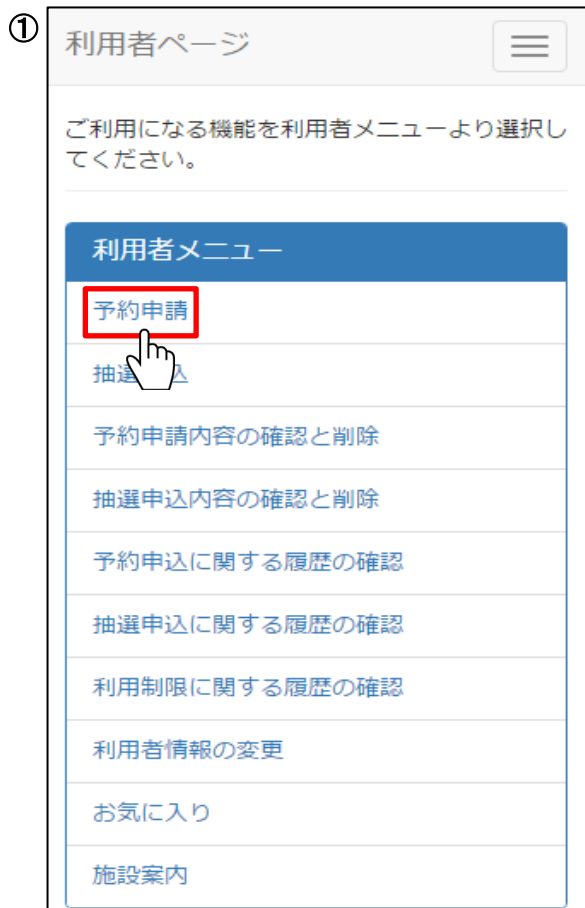 ①
利用者ページ
ご利用になる機能を利用者メニューより選択し
てください。
利用者メニュー
予約申請
抽選込
予約申請内容の確認と削除
抽選申込内容の確認と削除
予約申込に関する履歴の確認
抽選申込に関する履歴の確認
利用制限に関する履歴の確認
利用者情報の変更
お気に入り
施設案内